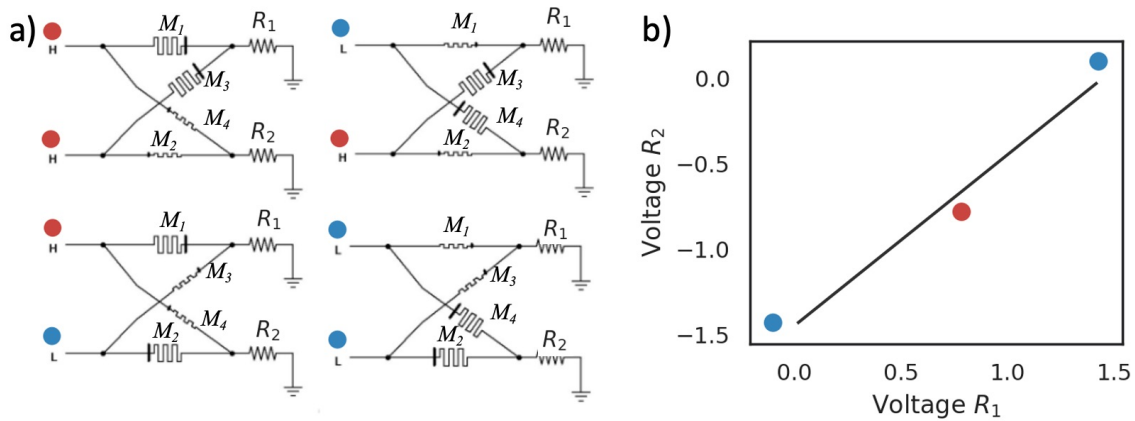 a)
M1 R1
H
M3
M4
M2 R2
H
M1 R1
L
M3
M4
M2 R2
H
M1 R1
H
M3
M4
M2 R2
L
M1 R1
L
M3
M4
M2 R2
L
b)
Voltage R2
0.0
−0.5
−1.0
−1.5
0.0 0.5 1.0 1.5
Voltage R1